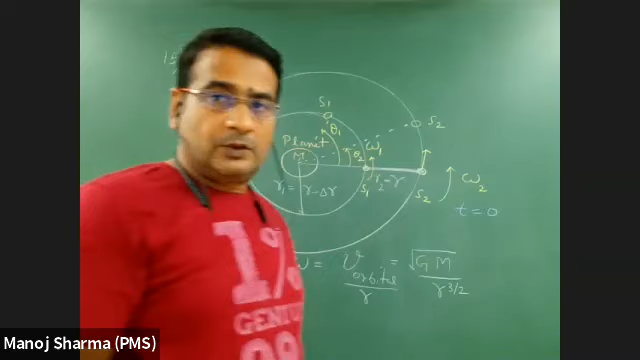 15
S₁
S₂
Planet
θ₁
ω₁
M
θ₂
r₁ = r-Δr
S₁
r₂=r
S₂
ω₂
t = 0
ω = v orbital / r = √GM / r^3/2
1%
GENIUS
Manoj Sharma (PMS)